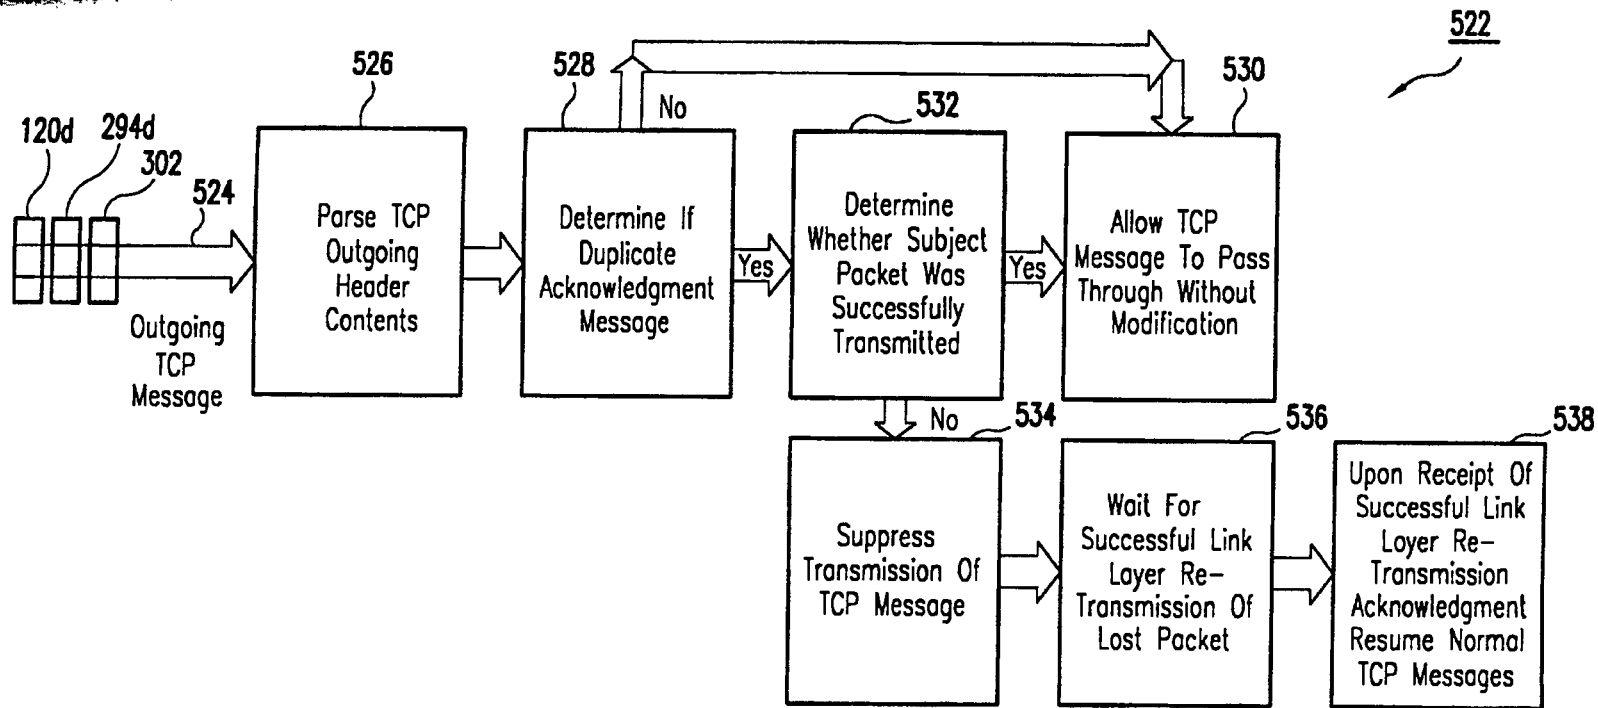 522
526
528
530
532
120d
294d
302
524
No
Parse TCP
Outgoing
Header
Contents
Determine If
Duplicate
Acknowledgment
Message
Yes
Determine
Whether Subject
Packet Was
Successfully
Transmitted
Yes
Allow TCP
Message To Pass
Through Without
Modification
Outgoing
TCP
Message
No
534
536
538
Suppress
Transmission Of
TCP Message
Wait For
Successful Link
Layer Re-
Transmission Of
Lost Packet
Upon Receipt Of
Successful Link
Layer Re-
Transmission
Acknowledgment
Resume Normal
TCP Messages